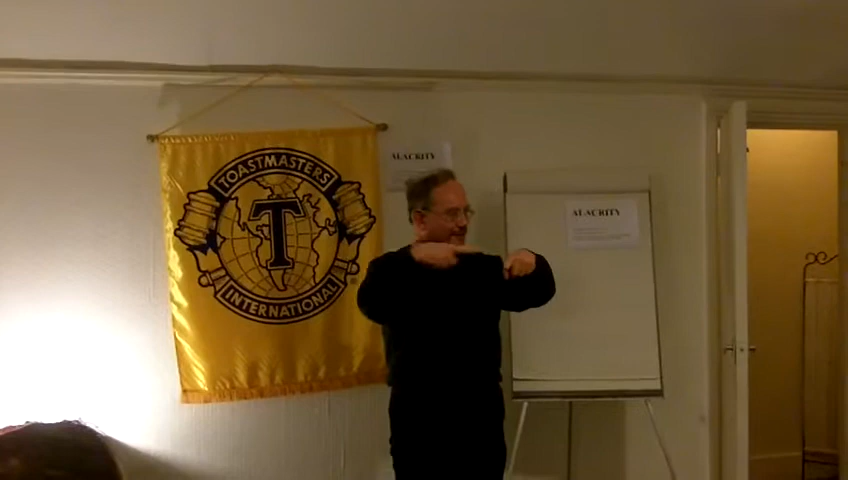 TOASTMASTERS
T
INTERNATIONAL
ALACRITY
ALACRITY